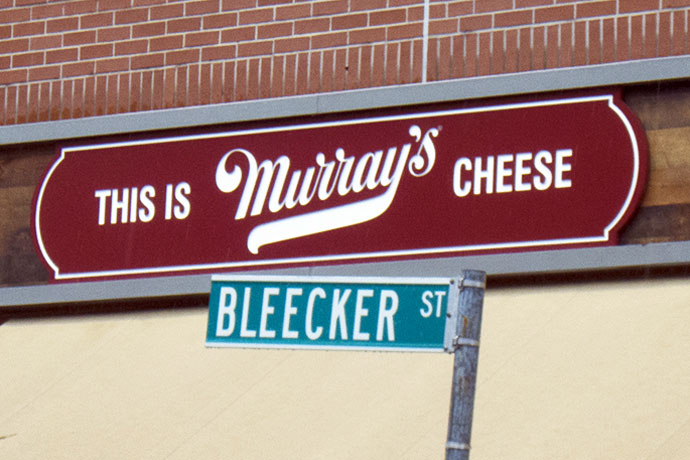 THIS IS Murray's CHEESE
BLEECKER ST